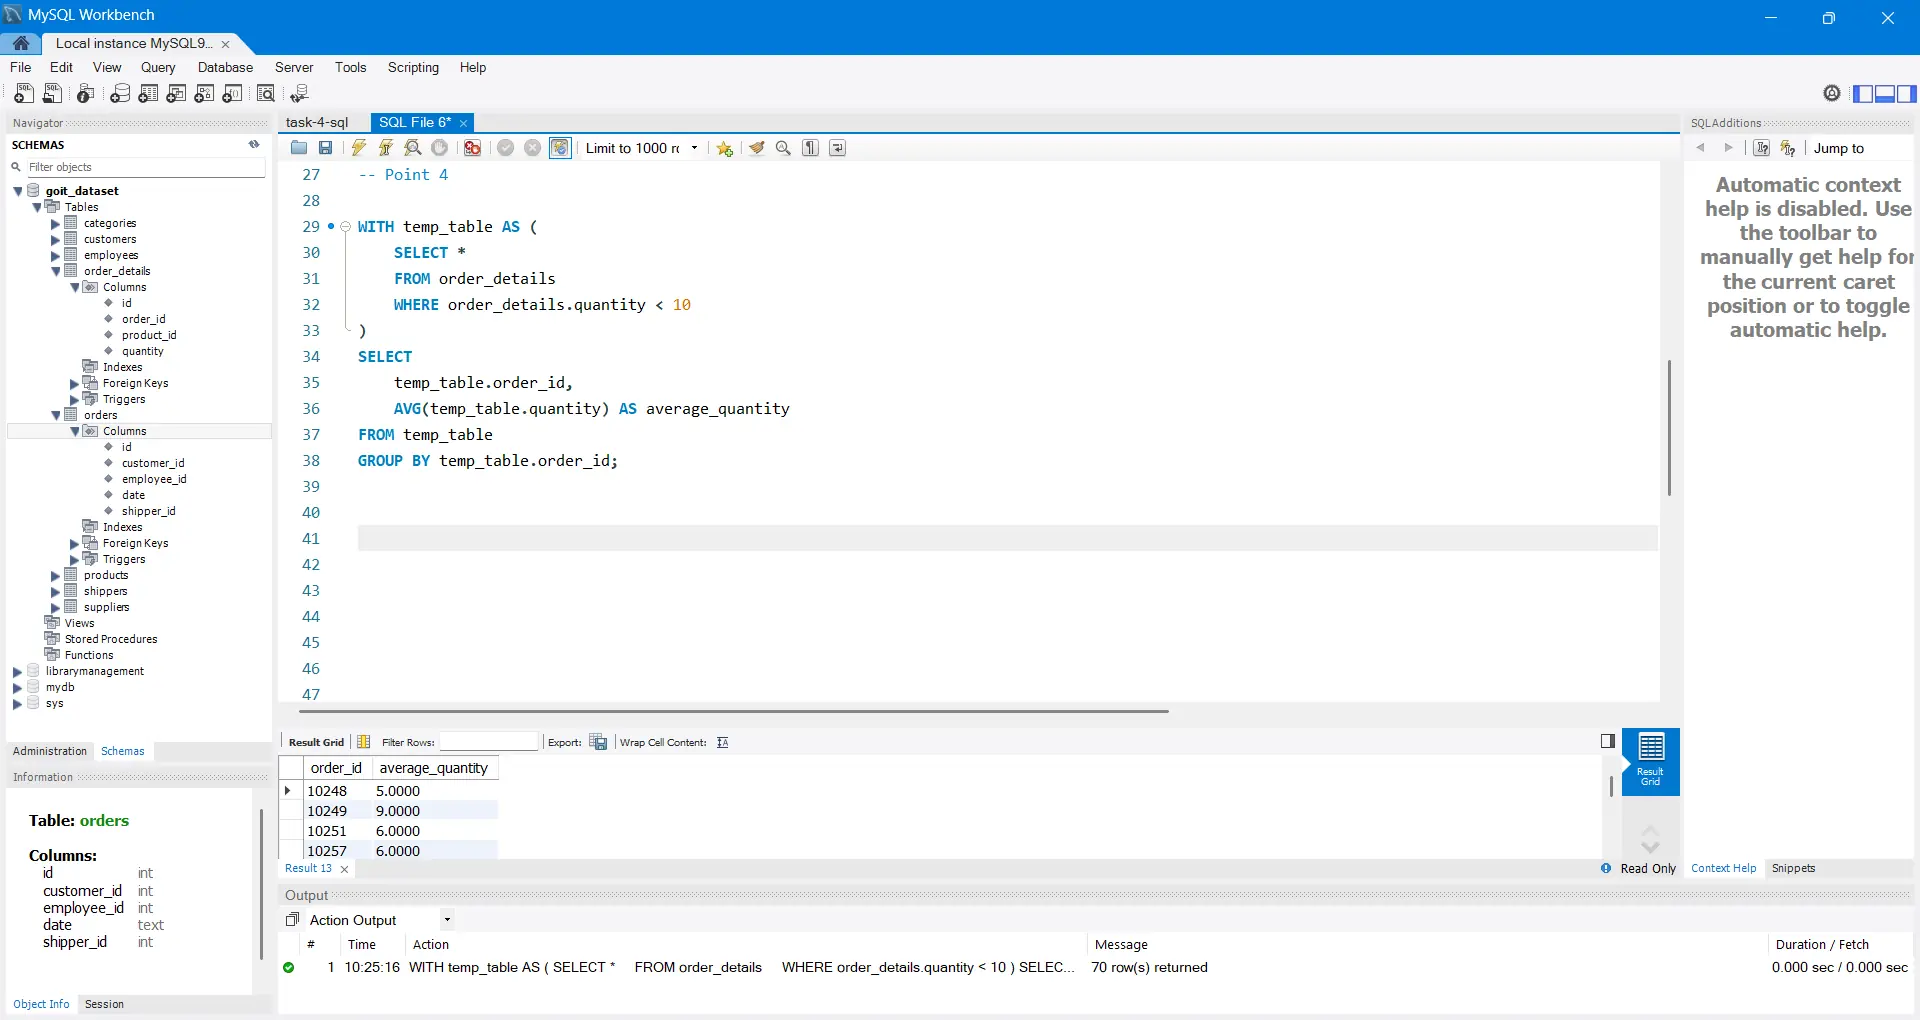 MySQL Workbench
Local instance MySQL9...
File Edit View Query Database Server Tools Scripting Help
Navigator
SCHEMAS
Filter objects
goit_dataset
Tables
categories
customers
employees
order_details
Columns
id
order_id
product_id
quantity
Indexes
Foreign Keys
Triggers
orders
Columns
id
customer_id
employee_id
date
shipper_id
Indexes
Foreign Keys
Triggers
products
shippers
suppliers
Views
Stored Procedures
Functions
librarymanagement
mydb
sys
Administration Schemas
Information
Table: orders
Columns:
id int
customer_id int
employee_id int
date text
shipper_id int
Object Info Session
task-4-sql SQL File 6*
Limit to 1000 rc
27 -- Point 4
28
29 WITH temp_table AS (
30 SELECT *
31 FROM order_details
32 WHERE order_details.quantity < 10
33 )
34 SELECT
35 temp_table.order_id,
36 AVG(temp_table.quantity) AS average_quantity
37 FROM temp_table
38 GROUP BY temp_table.order_id;
39
40
41
42
43
44
45
46
47
Result Grid Filter Rows: Export: Wrap Cell Content:
order_id average_quantity
10248 5.0000
10249 9.0000
10251 6.0000
10257 6.0000
Result Grid
Result 13 Read Only
Output
Action Output
# Time Action Message Duration / Fetch
1 10:25:16 WITH temp_table AS ( SELECT * FROM order_details WHERE order_details.quantity < 10 ) SELEC... 70 row(s) returned 0.000 sec / 0.000 sec
SQLAdditions
Jump to
Automatic context
help is disabled. Use
the toolbar to
manually get help for
the current caret
position or to toggle
automatic help.
Context Help Snippets